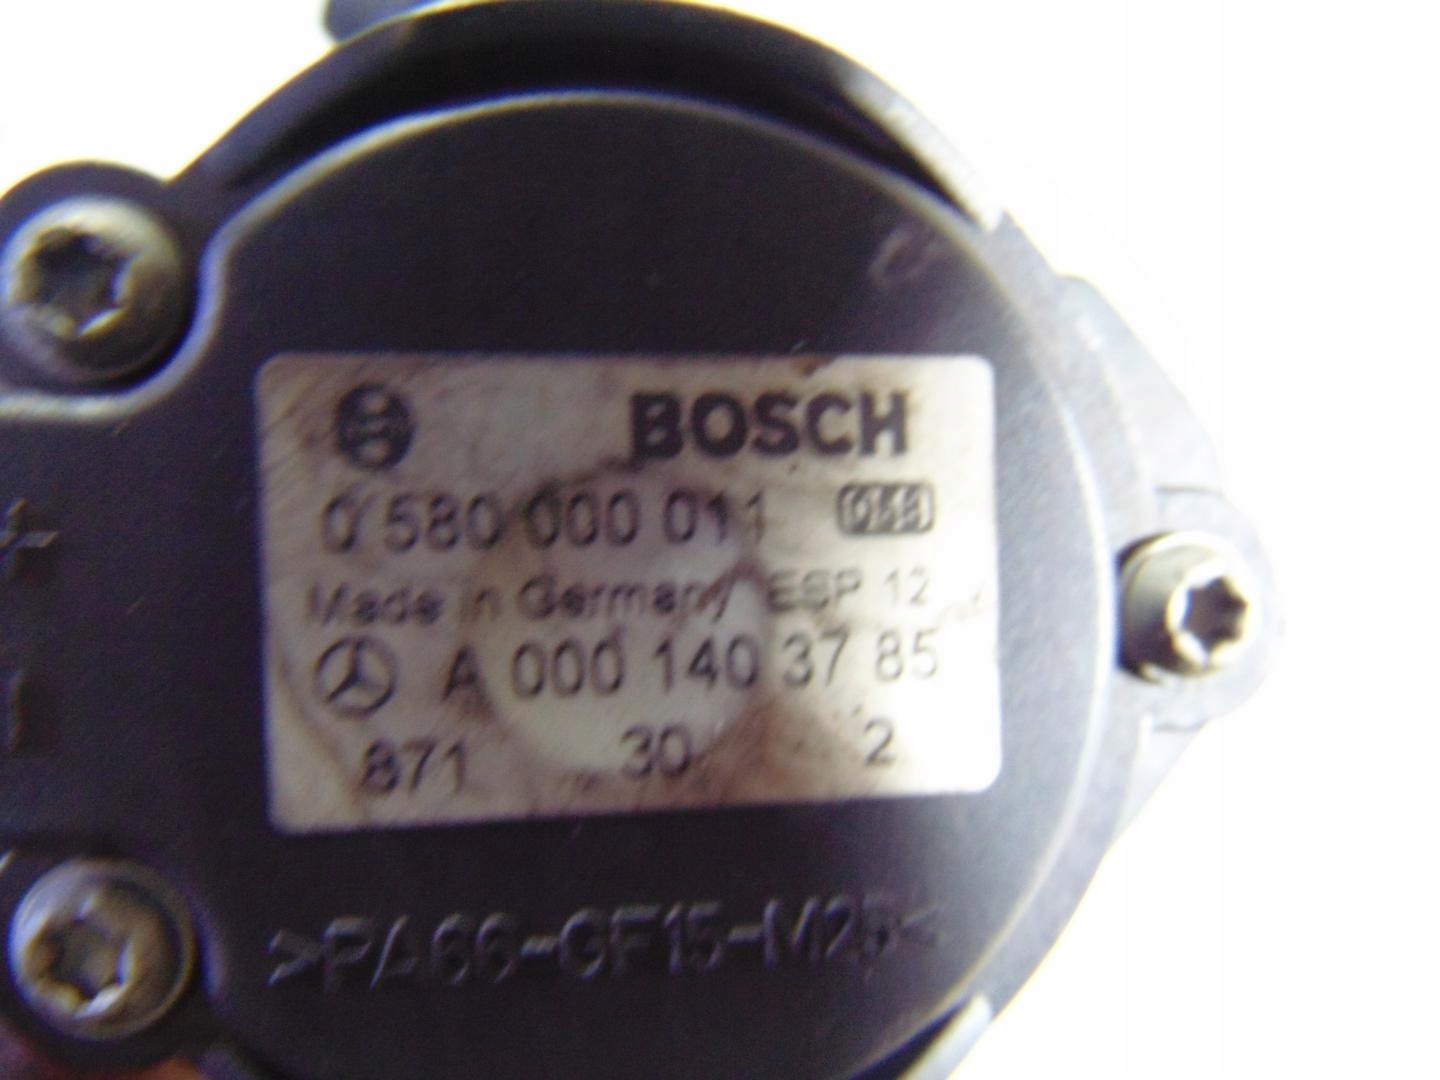 BOSCH
0 580 000 011
Made in Germany ESP 12
A 000 140 37 85
871 30 2
+
-
>PA66-GF15-M25<